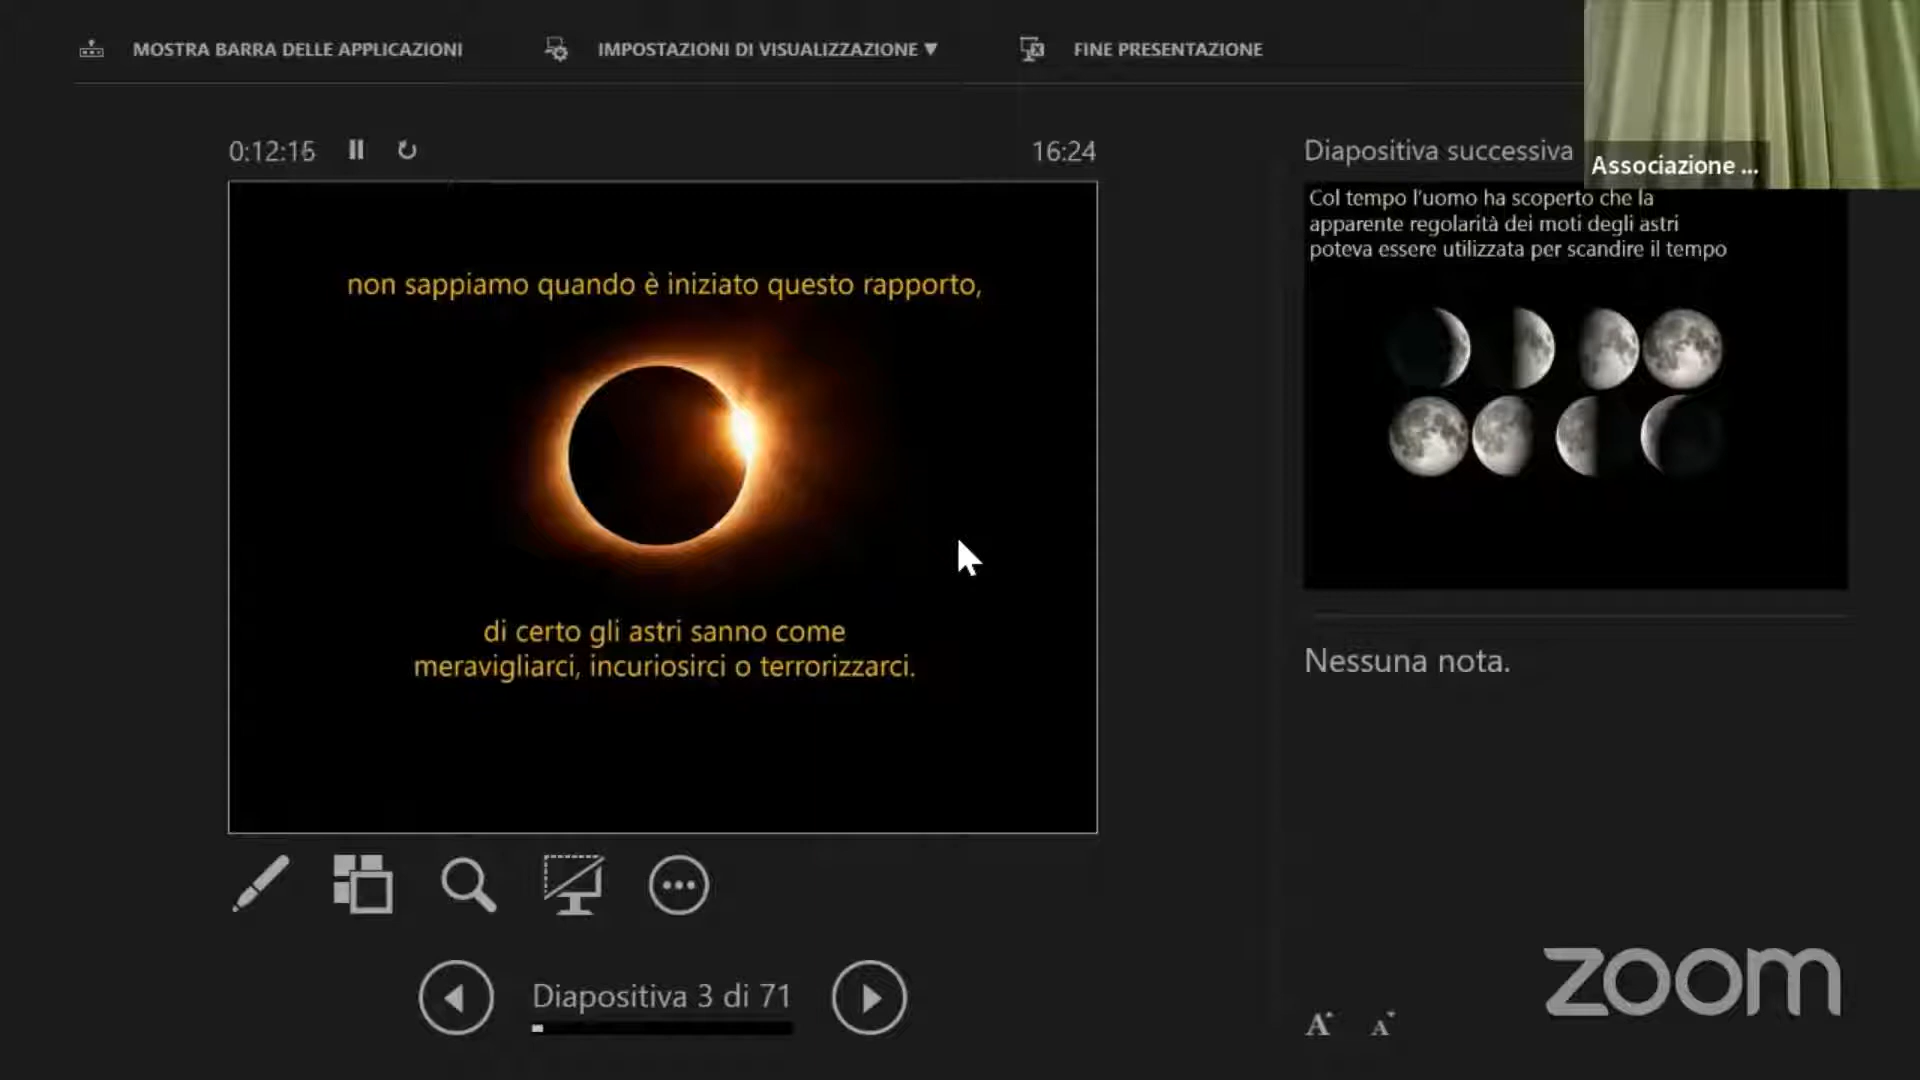 MOSTRA BARRA DELLE APPLICAZIONI
IMPOSTAZIONI DI VISUALIZZAZIONE ▼
FINE PRESENTAZIONE
Associazione ...
0:12:15
16:24
non sappiamo quando è iniziato questo rapporto,
di certo gli astri sanno come
meravigliarci, incuriosirci o terrorizzarci.
Diapositiva successiva
Col tempo l'uomo ha scoperto che la
apparente regolarità dei moti degli astri
poteva essere utilizzata per scandire il tempo
Nessuna nota.
Diapositiva 3 di 71
A A
zoom